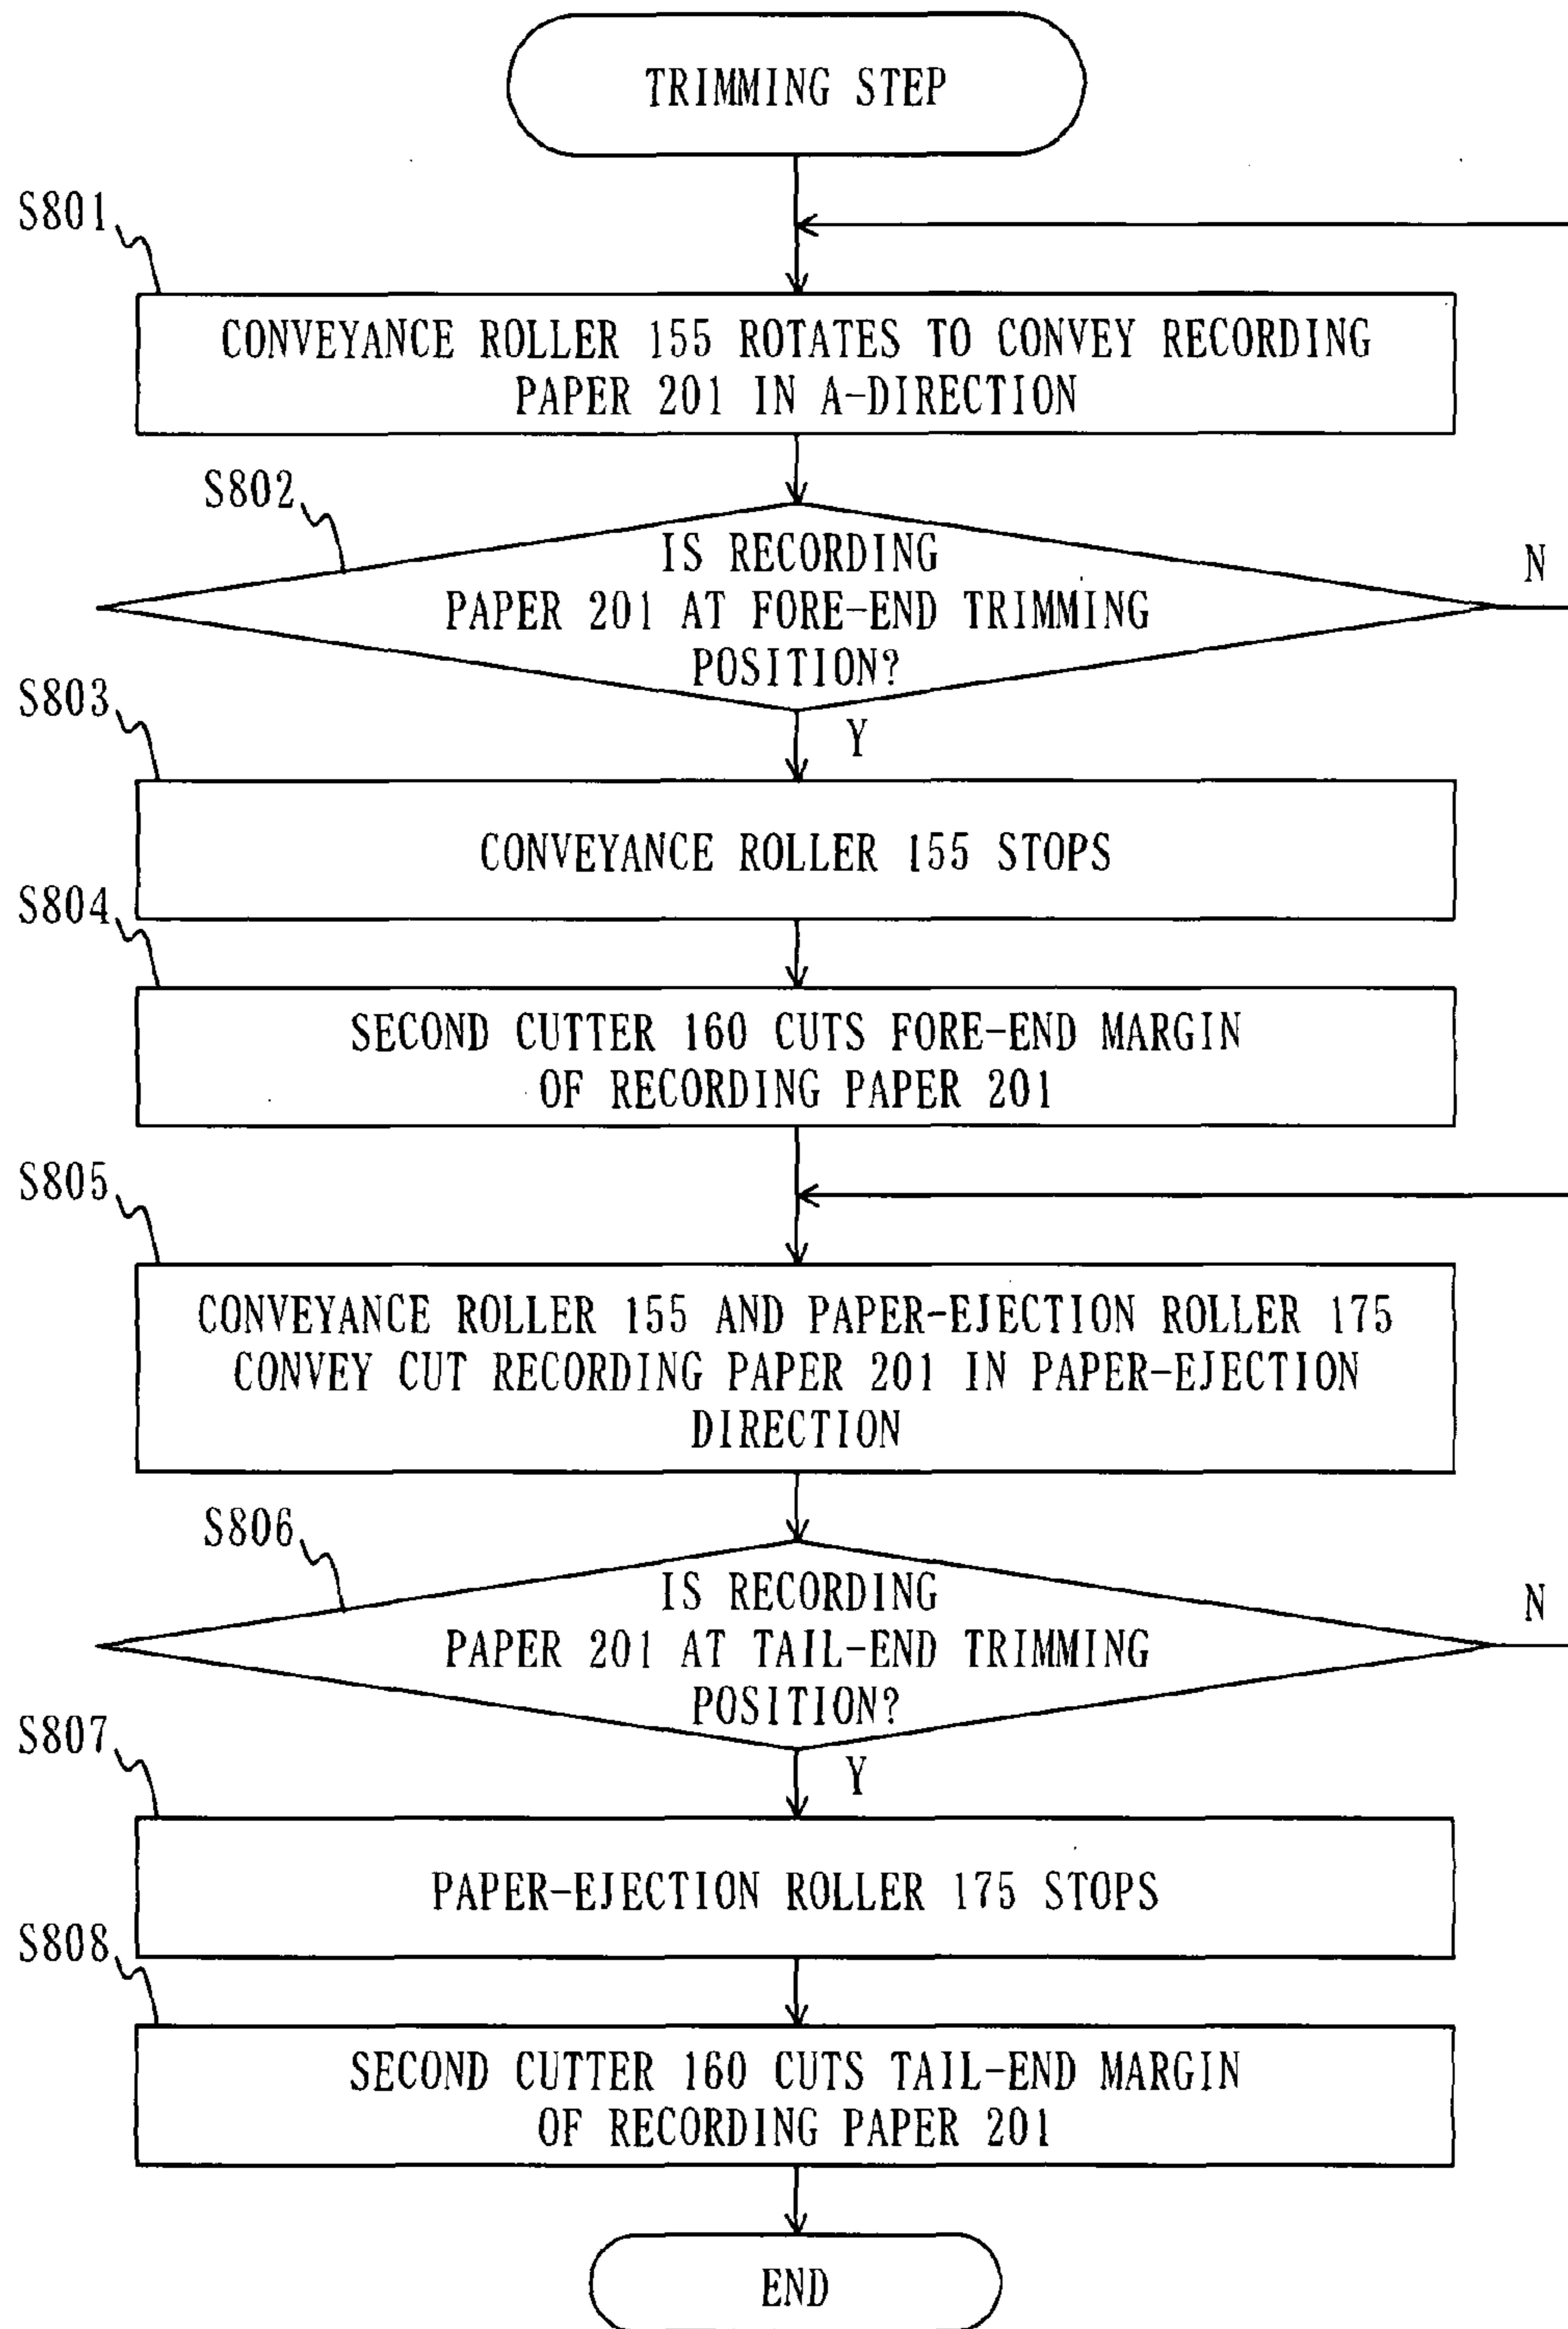 TRIMMING STEP
S801
CONVEYANCE ROLLER 155 ROTATES TO CONVEY RECORDING
PAPER 201 IN A-DIRECTION
S802
IS RECORDING
PAPER 201 AT FORE-END TRIMMING
POSITION?
N
Y
S803
CONVEYANCE ROLLER 155 STOPS
S804
SECOND CUTTER 160 CUTS FORE-END MARGIN
OF RECORDING PAPER 201
S805
CONVEYANCE ROLLER 155 AND PAPER-EJECTION ROLLER 175
CONVEY CUT RECORDING PAPER 201 IN PAPER-EJECTION
DIRECTION
S806
IS RECORDING
PAPER 201 AT TAIL-END TRIMMING
POSITION?
N
Y
S807
PAPER-EJECTION ROLLER 175 STOPS
S808
SECOND CUTTER 160 CUTS TAIL-END MARGIN
OF RECORDING PAPER 201
END